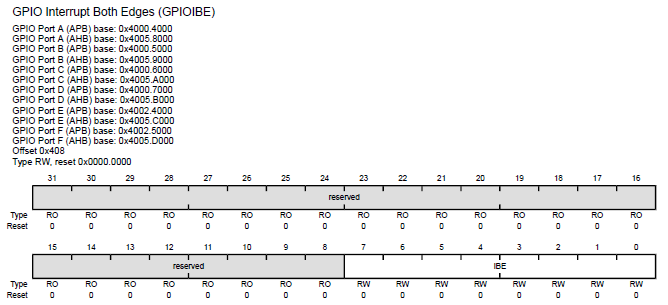 GPIO Interrupt Both Edges (GPIOIBE)
GPIO Port A (APB) base: 0x4000.4000
GPIO Port A (AHB) base: 0x4005.8000
GPIO Port B (APB) base: 0x4000.5000
GPIO Port B (AHB) base: 0x4005.9000
GPIO Port C (APB) base: 0x4000.6000
GPIO Port C (AHB) base: 0x4005.A000
GPIO Port D (APB) base: 0x4000.7000
GPIO Port D (AHB) base: 0x4005.B000
GPIO Port E (APB) base: 0x4002.4000
GPIO Port E (AHB) base: 0x4005.C000
GPIO Port F (APB) base: 0x4002.5000
GPIO Port F (AHB) base: 0x4005.D000
Offset 0x408
Type RW, reset 0x0000.0000
31 30 29 28 27 26 25 24 23 22 21 20 19 18 17 16
reserved
Type RO RO RO RO RO RO RO RO RO RO RO RO RO RO RO RO
Reset 0 0 0 0 0 0 0 0 0 0 0 0 0 0 0 0
15 14 13 12 11 10 9 8 7 6 5 4 3 2 1 0
reserved IBE
Type RO RO RO RO RO RO RO RO RW RW RW RW RW RW RW RW
Reset 0 0 0 0 0 0 0 0 0 0 0 0 0 0 0 0